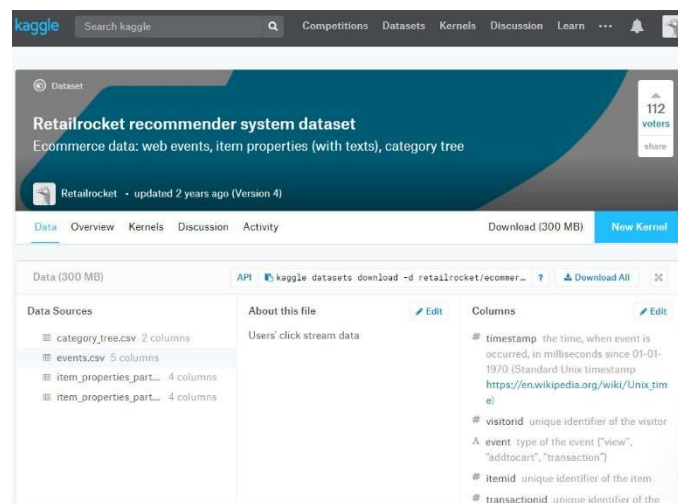 kaggle Search kaggle Competitions Datasets Kernels Discussion Learn ...
Dataset
112
voters
share
Retailrocket recommender system dataset
Ecommerce data: web events, item properties (with texts), category tree
Retailrocket • updated 2 years ago (Version 4)
Data Overview Kernels Discussion Activity Download (300 MB) New Kernel
Data (300 MB) API kaggle datasets download -d retailrocket/ecommer… ? Download All
Data Sources
category_tree.csv 2 columns
events.csv 5 columns
item_properties_part... 4 columns
item_properties_part... 4 columns
About this file Edit
Users' click stream data
Columns Edit
# timestamp the time, when event is
occurred, in milliseconds since 01-01-
1970 (Standard Unix timestamp
https://en.wikipedia.org/wiki/Unix_tim
e)
# visitorid unique identifier of the visitor
A event type of the event {"view",
"addtocart", "transaction"}
# itemid unique identifier of the item
# transactionid unique identifier of the